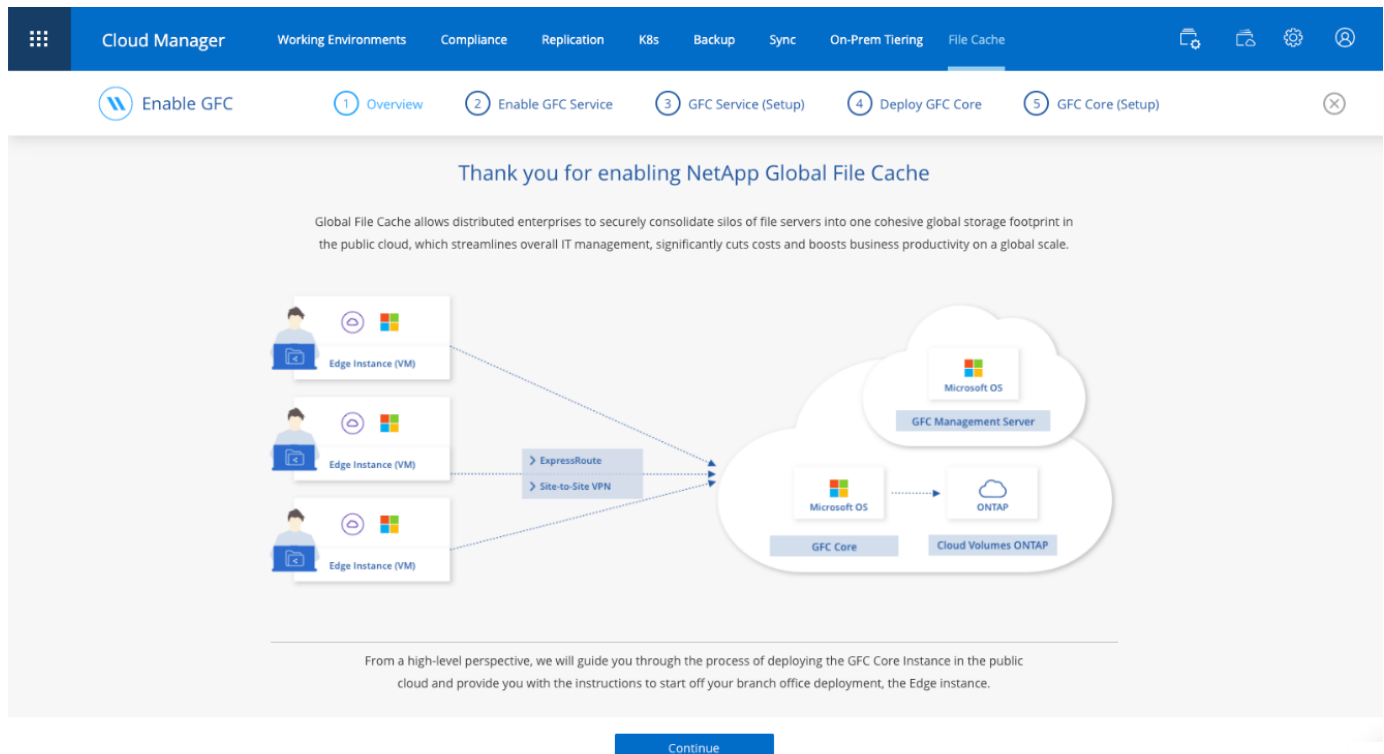 Cloud Manager
Working Environments
Compliance
Replication
K8s
Backup
Sync
On-Prem Tiering
File Cache
Enable GFC
1 Overview
2 Enable GFC Service
3 GFC Service (Setup)
4 Deploy GFC Core
5 GFC Core (Setup)
Thank you for enabling NetApp Global File Cache
Global File Cache allows distributed enterprises to securely consolidate silos of file servers into one cohesive global storage footprint in
the public cloud, which streamlines overall IT management, significantly cuts costs and boosts business productivity on a global scale.
Edge Instance (VM)
Edge Instance (VM)
Edge Instance (VM)
ExpressRoute
Site-to-Site VPN
Microsoft OS
GFC Management Server
Microsoft OS
GFC Core
ONTAP
Cloud Volumes ONTAP
From a high-level perspective, we will guide you through the process of deploying the GFC Core Instance in the public
cloud and provide you with the instructions to start off your branch office deployment, the Edge instance.
Continue